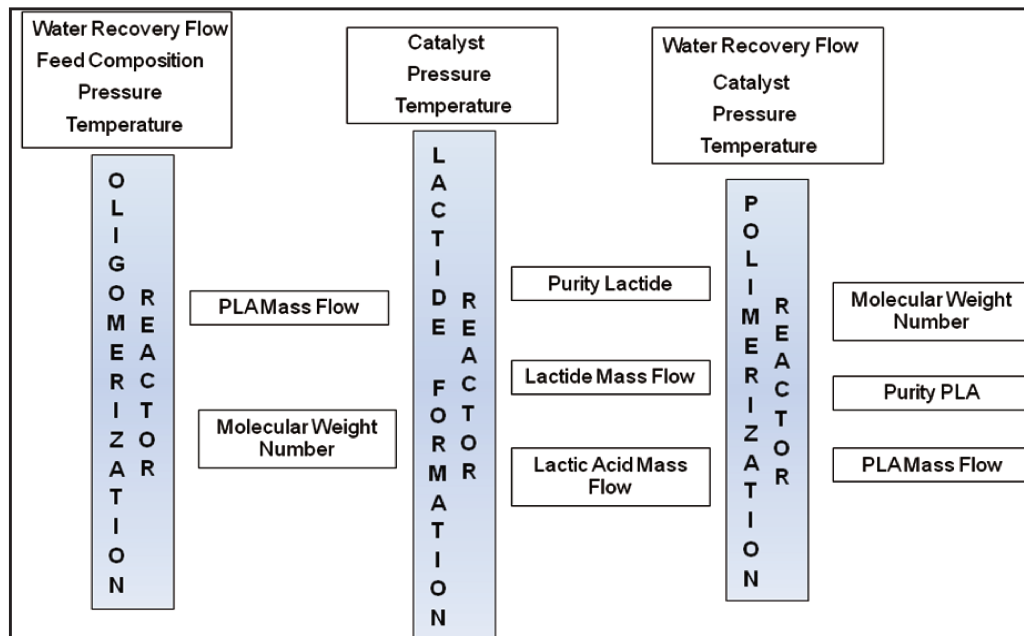 Water Recovery Flow
Feed Composition
Pressure
Temperature
OLIGOMERIZATION
REACTOR
PLA Mass Flow
Molecular Weight
Number
Catalyst
Pressure
Temperature
LACTIDE FORMATION
REACTOR
Purity Lactide
Lactide Mass Flow
Lactic Acid Mass
Flow
Water Recovery Flow
Catalyst
Pressure
Temperature
POLIMERIZATION
REACTOR
Molecular Weight
Number
Purity PLA
PLA Mass Flow